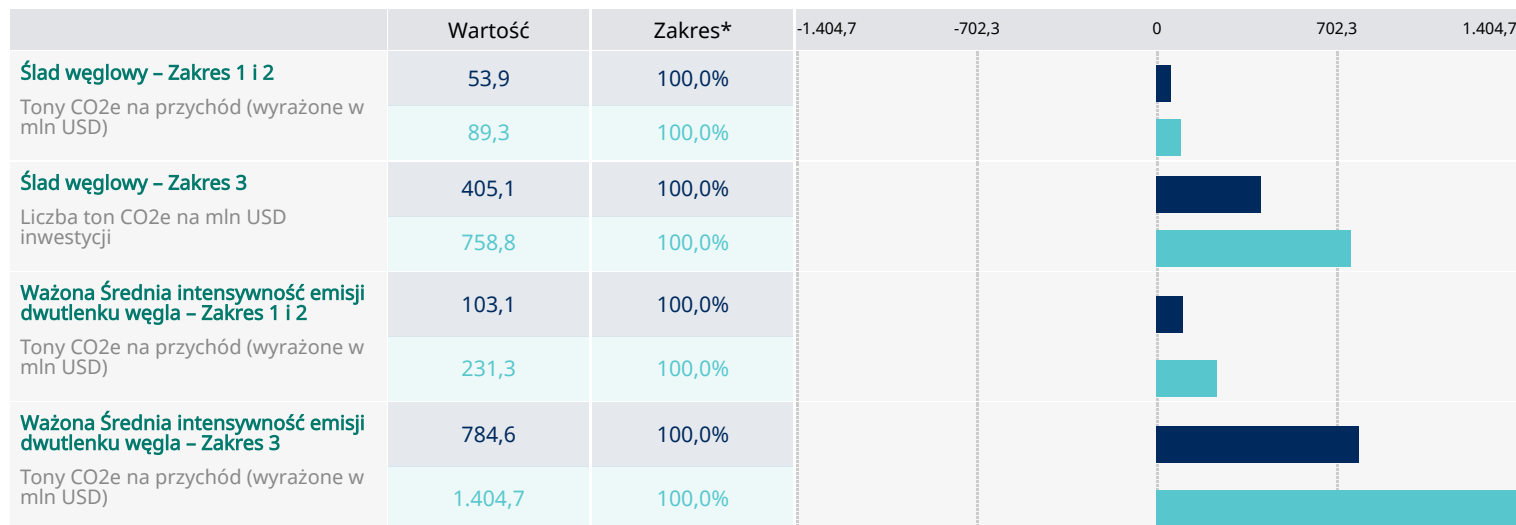 Wartość Zakres* -1.404,7 -702,3 0 702,3 1.404,7
Ślad węglowy – Zakres 1 i 2
Tony CO2e na przychód (wyrażone w
mln USD)
53,9 100,0%
89,3 100,0%
Ślad węglowy – Zakres 3
Liczba ton CO2e na mln USD
inwestycji
405,1 100,0%
758,8 100,0%
Ważona Średnia intensywność emisji
dwutlenku węgla – Zakres 1 i 2
Tony CO2e na przychód (wyrażone w
mln USD)
103,1 100,0%
231,3 100,0%
Ważona Średnia intensywność emisji
dwutlenku węgla – Zakres 3
Tony CO2e na przychód (wyrażone w
mln USD)
784,6 100,0%
1.404,7 100,0%